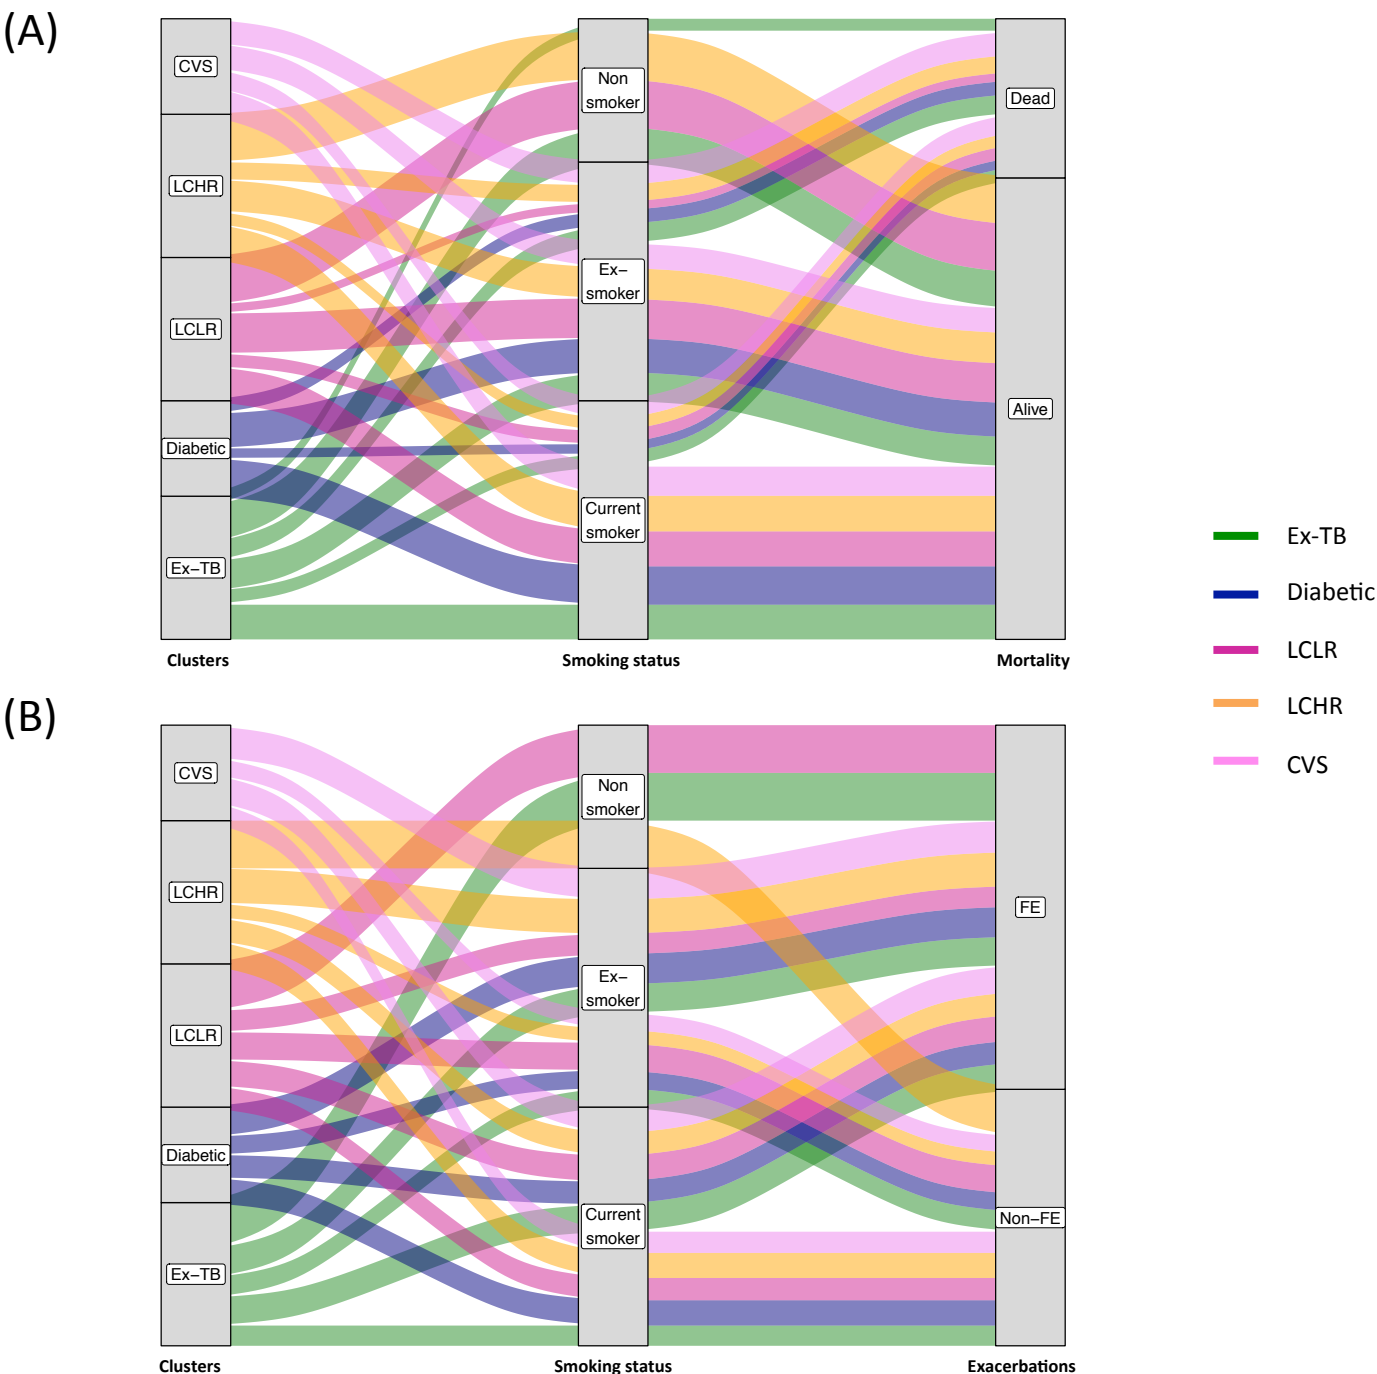 (A)
CVS
LCHR
LCLR
Diabetic
Ex−TB
Non
smoker
Ex−
smoker
Current
smoker
Dead
Alive
Clusters
Smoking status
Mortality
Ex-TB
Diabetic
LCLR
LCHR
CVS
(B)
CVS
LCHR
LCLR
Diabetic
Ex−TB
Non
smoker
Ex−
smoker
Current
smoker
FE
Non−FE
Clusters
Smoking status
Exacerbations